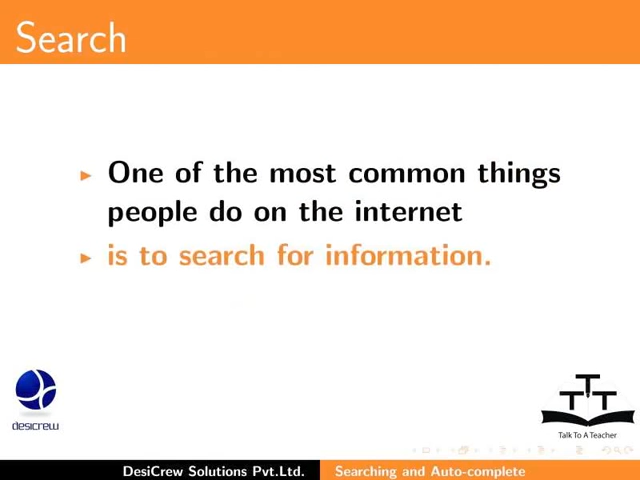 Search
One of the most common things
people do on the internet
is to search for information.
desicrew
T T T
Talk To A Teacher
DesiCrew Solutions Pvt.Ltd.
Searching and Auto-complete